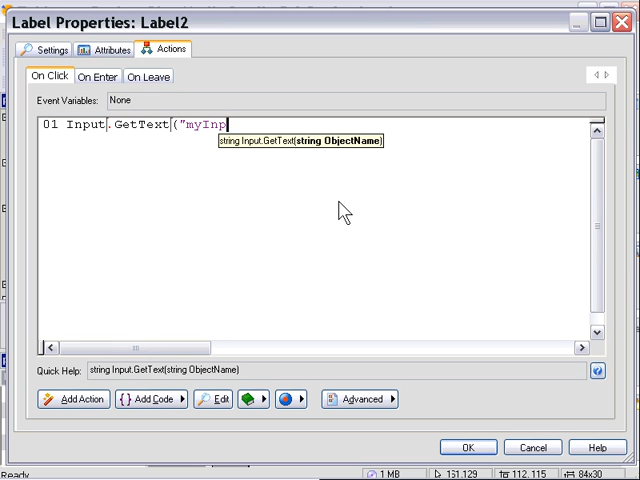 Label Properties: Label2
Settings Attributes Actions
On Click On Enter On Leave
Event Variables: None
01 Input.GetText("myInp
string Input.GetText(string ObjectName)
Quick Help: string Input.GetText(string ObjectName)
Add Action { } Add Code Edit Advanced
OK Cancel Help
Ready 1 MB 161.129 112.115 84x30